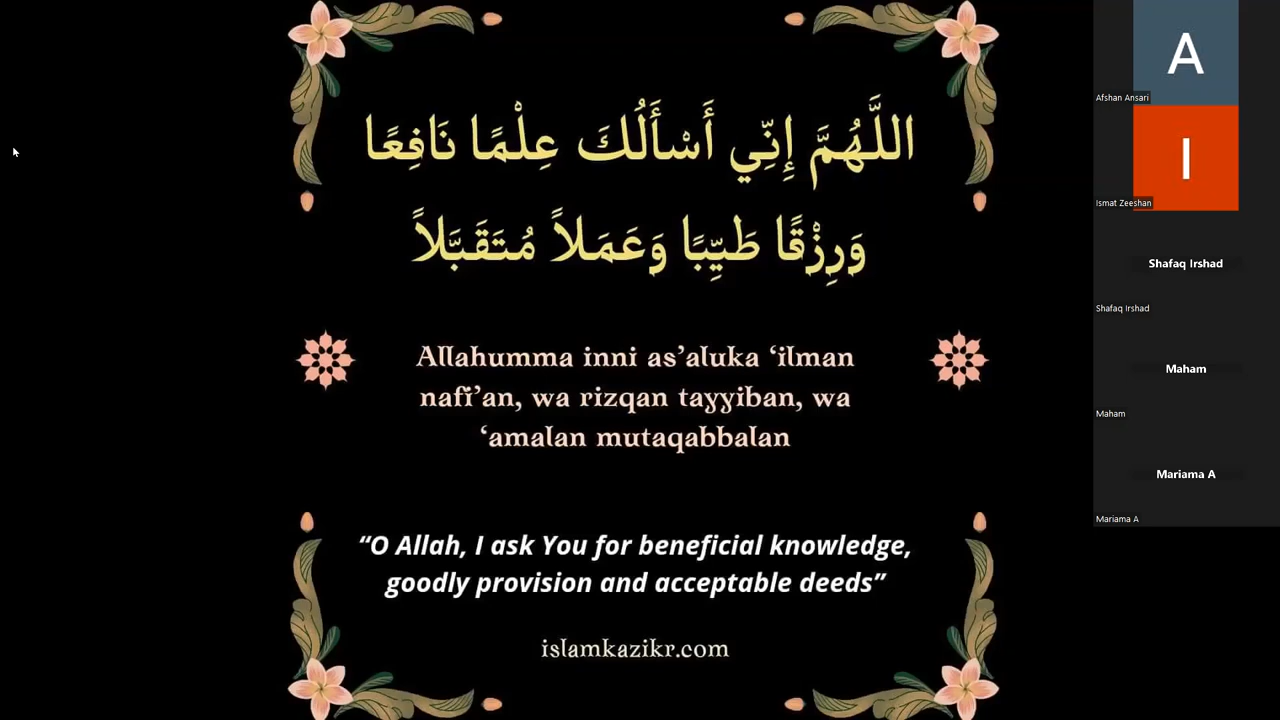 اللَّهُمَّ إِنِّي أَسْأَلُكَ عِلْمًا نَافِعًا
وَرِزْقًا طَيِّبًا وَعَمَلاً مُتَقَبَّلاً
Allahumma inni as’aluka ‘ilman
nafi’an, wa rizqan tayyiban, wa
‘amalan mutaqabbalan
“O Allah, I ask You for beneficial knowledge,
goodly provision and acceptable deeds”
islamkazikr.com
A
Afshan Ansari
I
Ismat Zeeshan
Shafaq Irshad
Shafaq Irshad
Maham
Maham
Mariama A
Mariama A